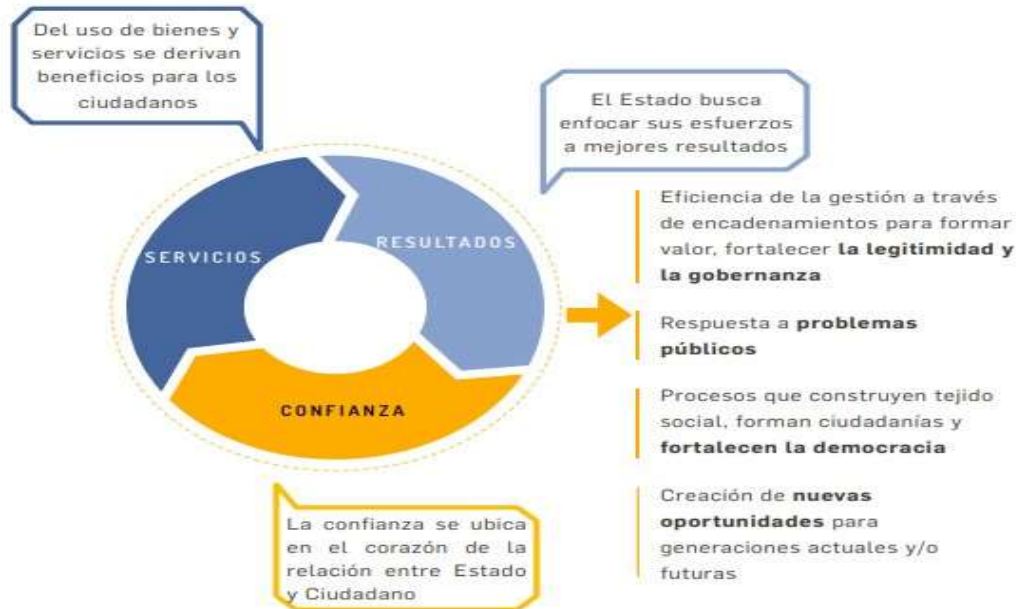 Del uso de bienes y
servicios se derivan
beneficios para los
ciudadanos
El Estado busca
enfocar sus esfuerzos
a mejores resultados
SERVICIOS
RESULTADOS
CONFIANZA
La confianza se ubica
en el corazón de la
relación entre Estado
y Ciudadano
Eficiencia de la gestión a través
de encadenamientos para formar
valor, fortalecer la legitimidad y
la gobernanza
Respuesta a problemas
públicos
Procesos que construyen tejido
social, forman ciudadanías y
fortalecen la democracia
Creación de nuevas
oportunidades para
generaciones actuales y/o
futuras